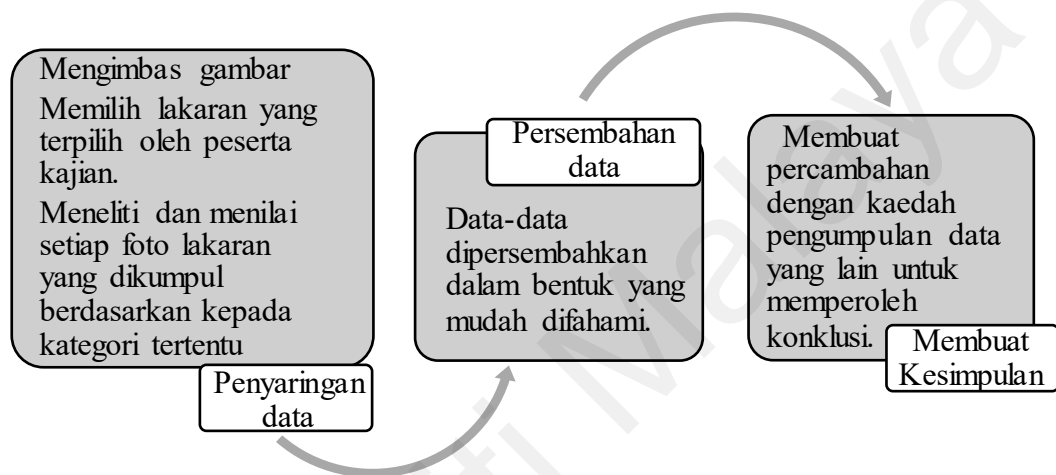 Mengimbas gambar
Memilih lakaran yang
terpilih oleh peserta
kajian.
Meneliti dan menilai
setiap foto lakaran
yang dikumpul
berdasarkan kepada
kategori tertentu
Penyaringan
data
Persembahan
data
Data-data
dipersembahkan
dalam bentuk yang
mudah difahami.
Membuat
percambahan
dengan kaedah
pengumpulan data
yang lain untuk
memperoleh
konklusi.
Membuat
Kesimpulan
ti Malaya